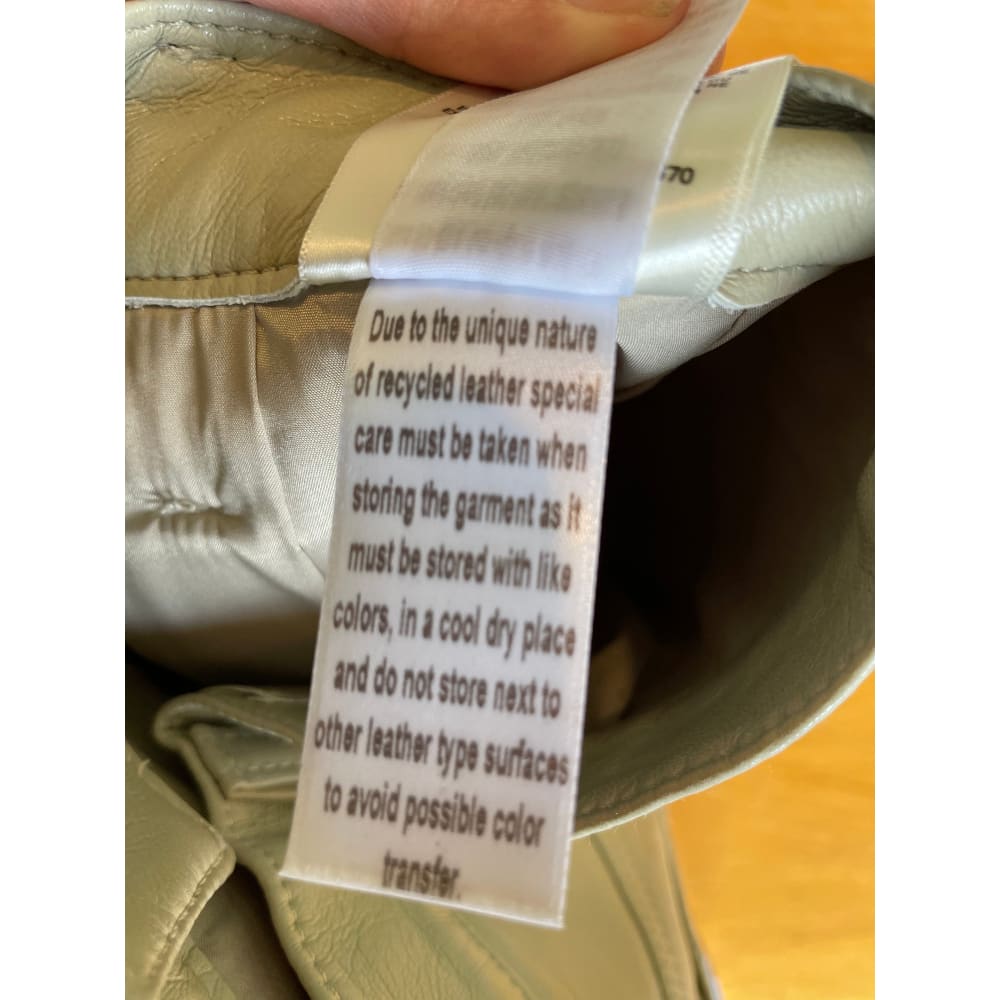 70
Due to the unique nature
of recycled leather special
care must be taken when
storing the garment as it
must be stored with like
colors, in a cool dry place
and do not store next to
other leather type surfaces
to avoid possible color
transfer.